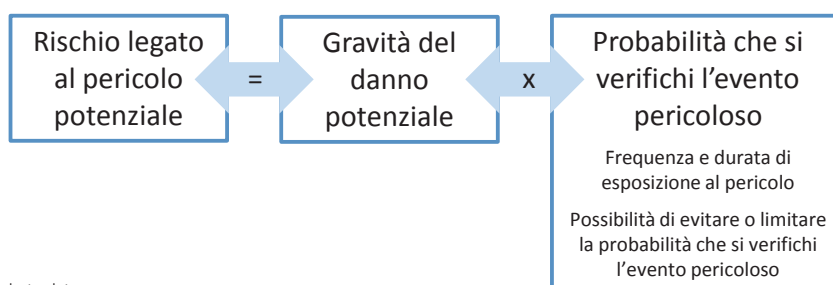 Rischio legato
al pericolo
potenziale
=
Gravità del
danno
potenziale
x
Probabilità che si
verifichi l'evento
pericoloso
Frequenza e durata di
esposizione al pericolo
Possibilità di evitare o limitare
la probabilità che si verifichi
l'evento pericoloso